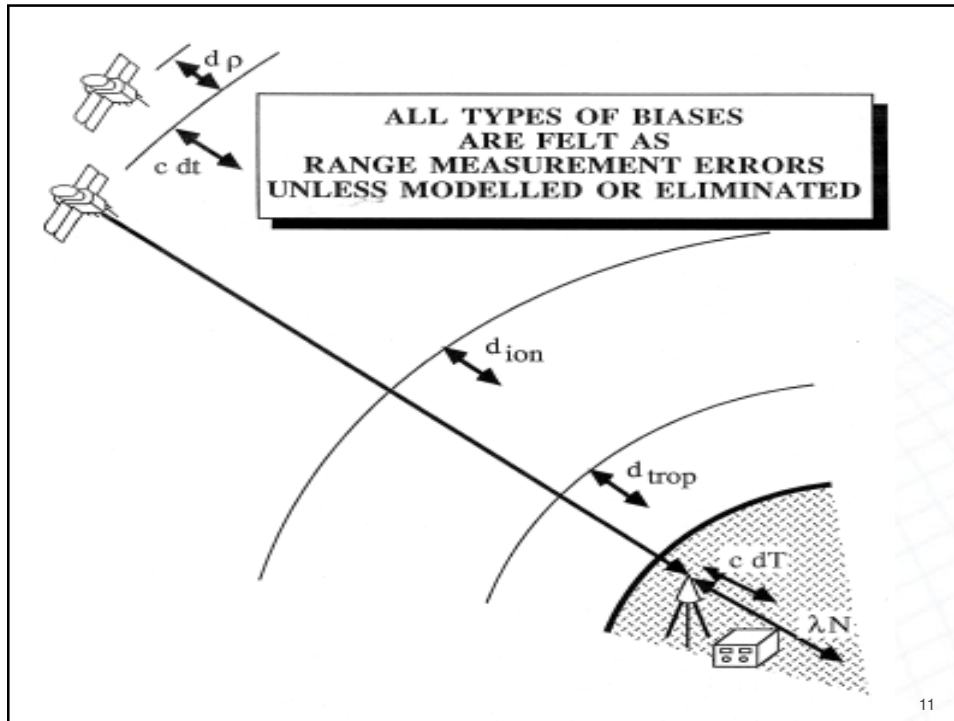 d ρ
c dt
ALL TYPES OF BIASES
ARE FELT AS
RANGE MEASUREMENT ERRORS
UNLESS MODELLED OR ELIMINATED
d ion
d trop
c dT
λN
11